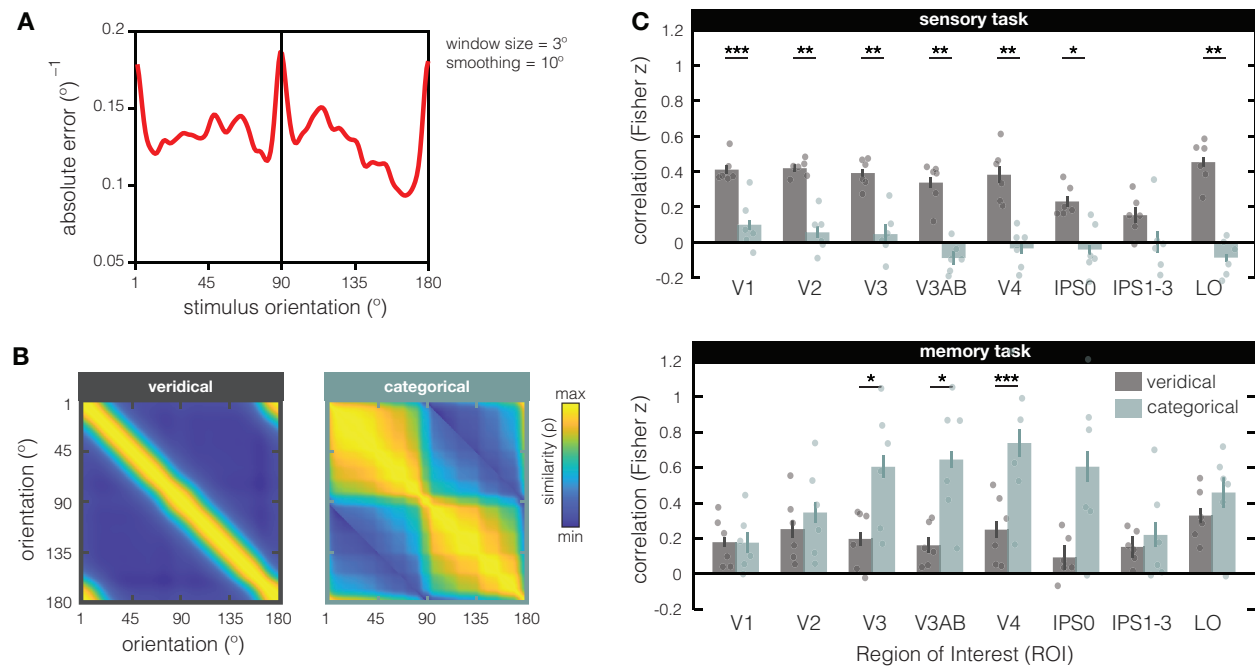 A
absolute error (°)⁻¹
0.2
0.15
0.1
0.05
1
45
90
135
180
stimulus orientation (°)
window size = 3°
smoothing = 10°
B
veridical
categorical
orientation (°)
1
45
90
135
180
1
45
90
135
180
orientation (°)
1
45
90
135
180
max
similarity (ρ)
min
C
sensory task
correlation (Fisher z)
1.2
1
0.8
0.6
0.4
0.2
0
-0.2
***
**
**
**
**
*
**
V1
V2
V3
V3AB
V4
IPS0
IPS1-3
LO
memory task
correlation (Fisher z)
1.2
1
0.8
0.6
0.4
0.2
0
-0.2
*
*
***
veridical
categorical
V1
V2
V3
V3AB
V4
IPS0
IPS1-3
LO
Region of Interest (ROI)